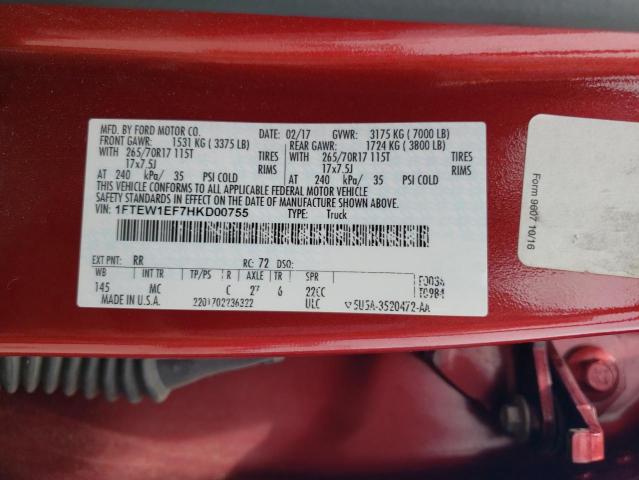 MFD. BY FORD MOTOR CO.
DATE: 02/17 GVWR: 3175 KG ( 7000 LB)
FRONT GAWR: 1531 KG ( 3375 LB)
REAR GAWR: 1724 KG ( 3800 LB)
WITH 265/70R17 115T TIRES
WITH 265/70R17 115T TIRES
17x7.5J RIMS
17x7.5J RIMS
AT 240 kPa/ 35 PSI COLD
AT 240 kPa/ 35 PSI COLD
THIS VEHICLE CONFORMS TO ALL APPLICABLE FEDERAL MOTOR VEHICLE
SAFETY STANDARDS IN EFFECT ON THE DATE OF MANUFACTURE SHOWN ABOVE.
VIN: 1FTEW1EF7HKD00755 TYPE: Truck
EXT PNT: RR RC: 72 DSO:
WB INT TR TP/PS R AXLE TR SPR
145 MC C 27 6
MADE IN U.S.A. ULC
Form 9607 10/16